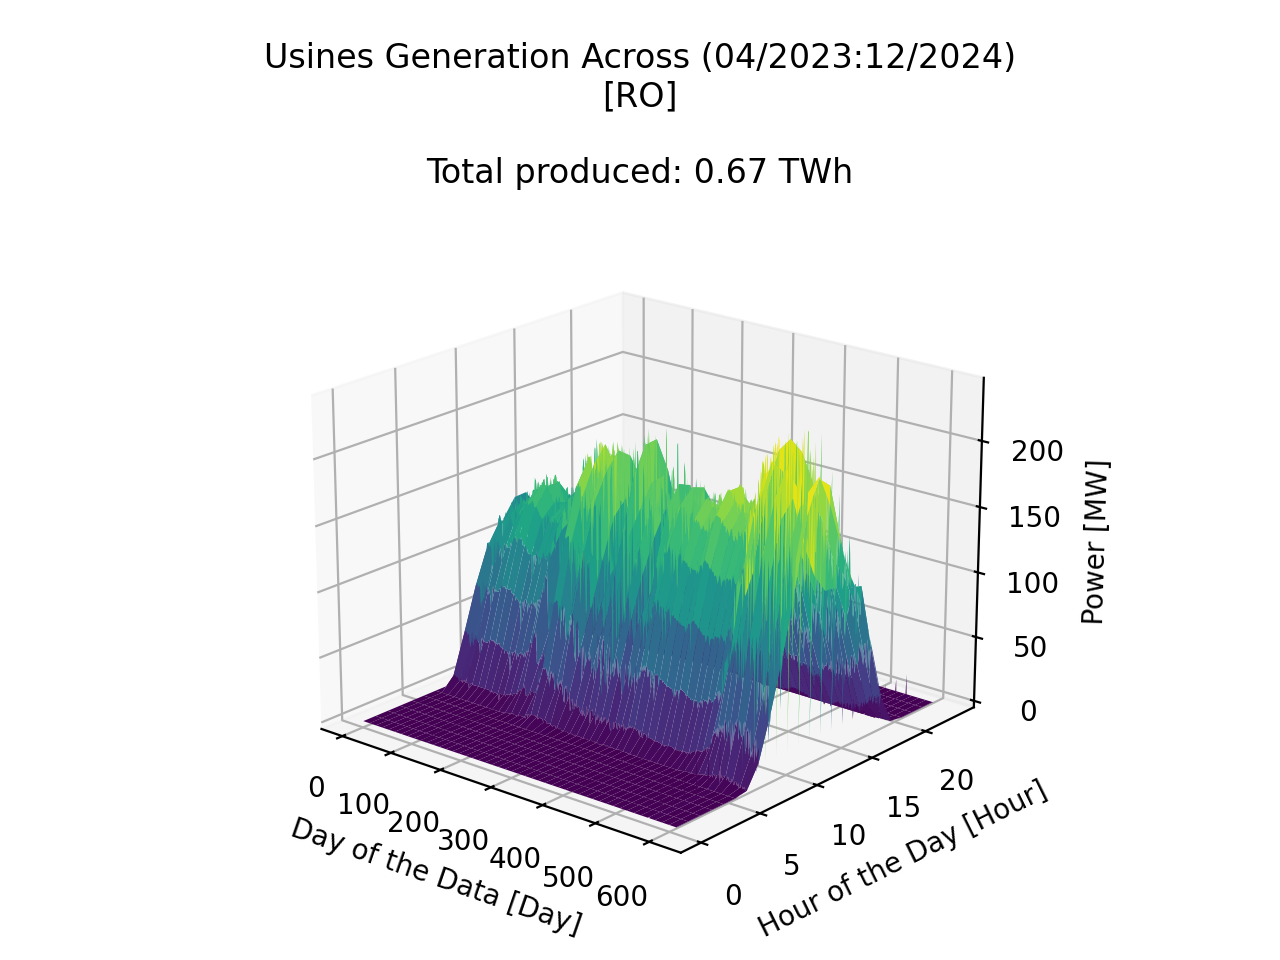 Usines Generation Across (04/2023:12/2024)
[RO]
Total produced: 0.67 TWh
200
150
100
50
0
Power [MW]
0
100
200
300
400
500
600
Day of the Data [Day]
0
5
10
15
20
Hour of the Day [Hour]